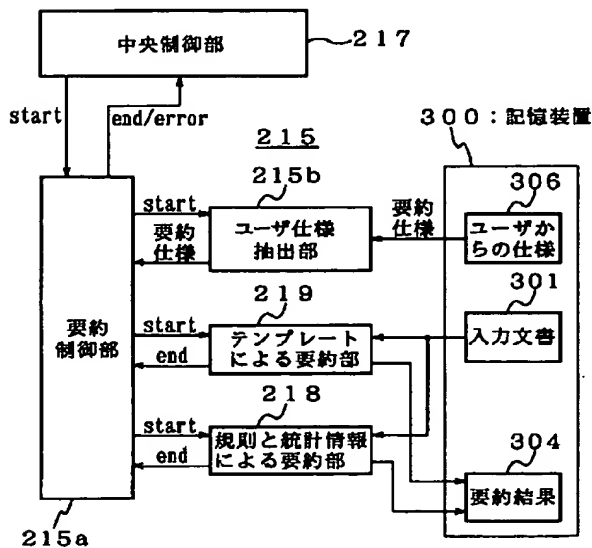 中央制御部
217
start
end/error
300:記憶装置
215
215b
306
start
要約
仕様
ユーザ仕様
抽出部
要約
仕様
ユーザか
らの仕様
219
301
要約
制御部
start
end
テンプレート
による要約部
入力文書
218
start
end
規則と統計情報
による要約部
304
要約結果
215a